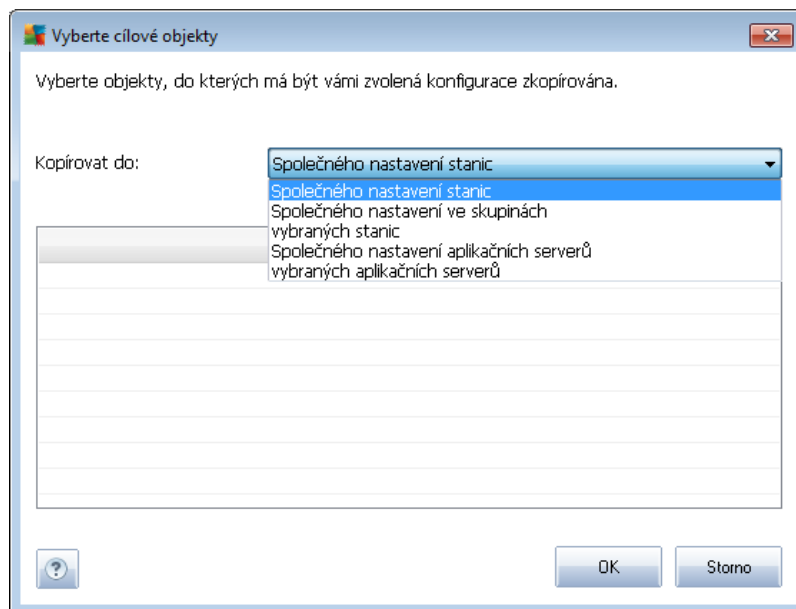 Vyberte cílové objekty
Vyberte objekty, do kterých má být vámi zvolená konfigurace zkopírována.
Kopírovat do:
Společného nastavení stanic
Společného nastavení stanic
Společného nastavení ve skupinách
vybraných stanic
Společného nastavení aplikačních serverů
vybraných aplikačních serverů
?
OK
Storno